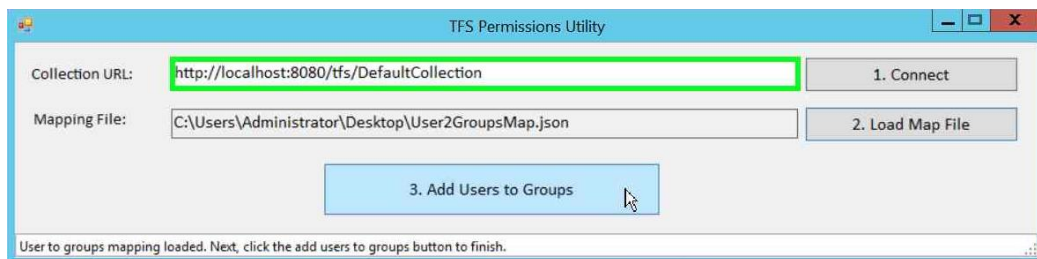 TFS Permissions Utility
Collection URL: http://localhost:8080/tfs/DefaultCollection 1. Connect
Mapping File: C:\Users\Administrator\Desktop\User2GroupsMap.json 2. Load Map File
3. Add Users to Groups
User to groups mapping loaded. Next, click the add users to groups button to finish.